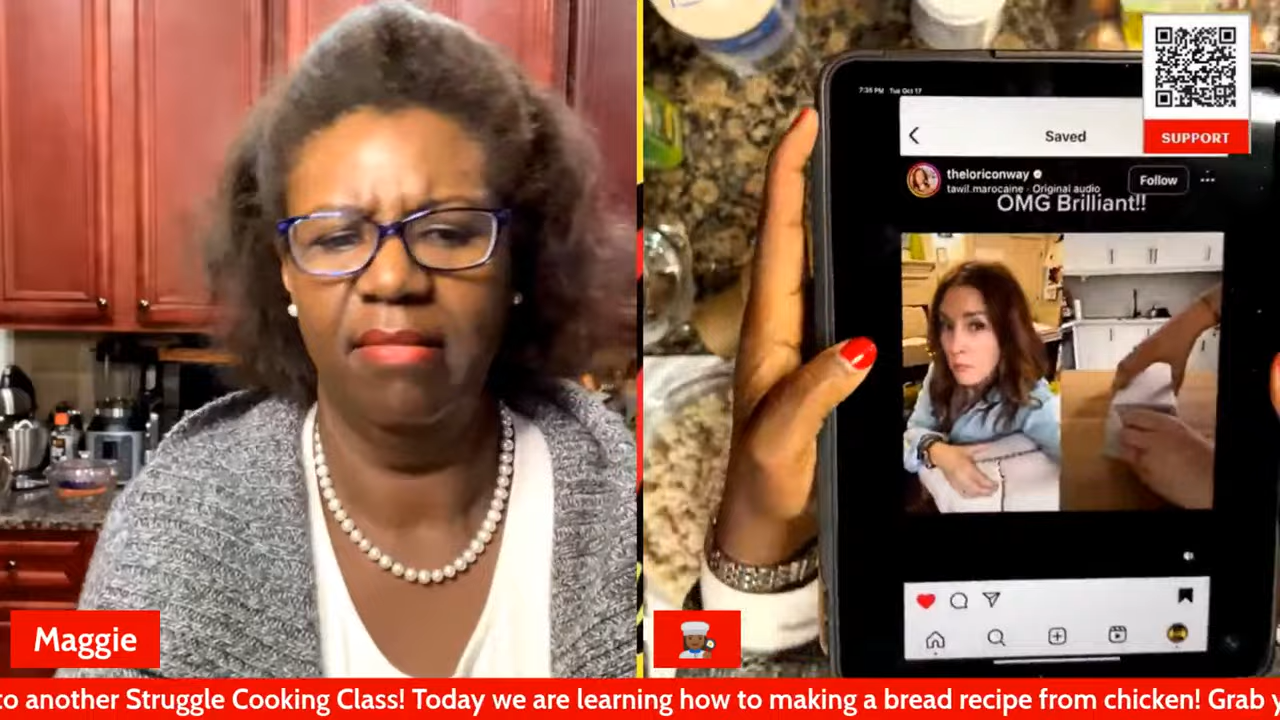 SUPPORT
7:35 PM Tue Oct 17
Saved
theloriconway
Follow
tawil.marocaine · Original audio
OMG Brilliant!!
Maggie
to another Struggle Cooking Class! Today we are learning how to making a bread recipe from chicken! Grab